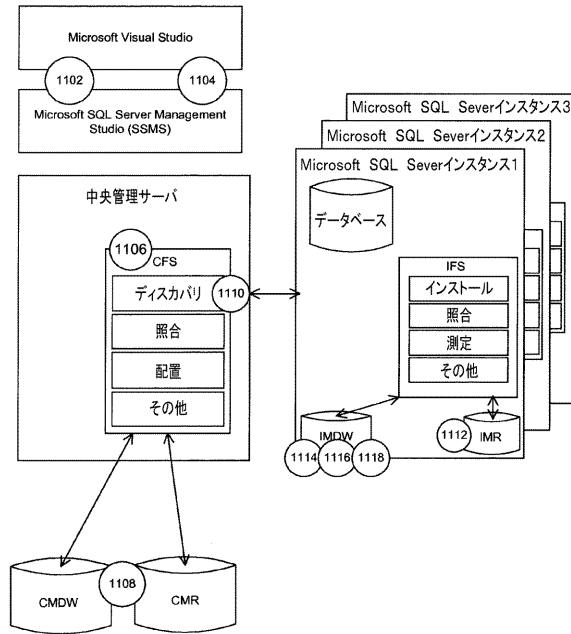 Microsoft Visual Studio
1102
1104
Microsoft SQL Server Management
Studio (SSMS)
Microsoft SQL Severインスタンス3
Microsoft SQL Severインスタンス2
Microsoft SQL Severインスタンス1
データベース
中央管理サーバ
1106
CFS
ディスカバリ
1110
照合
配置
その他
IFS
インストール
照合
測定
その他
IMDW
1114
1116
1118
1112
IMR
CMDW
1108
CMR